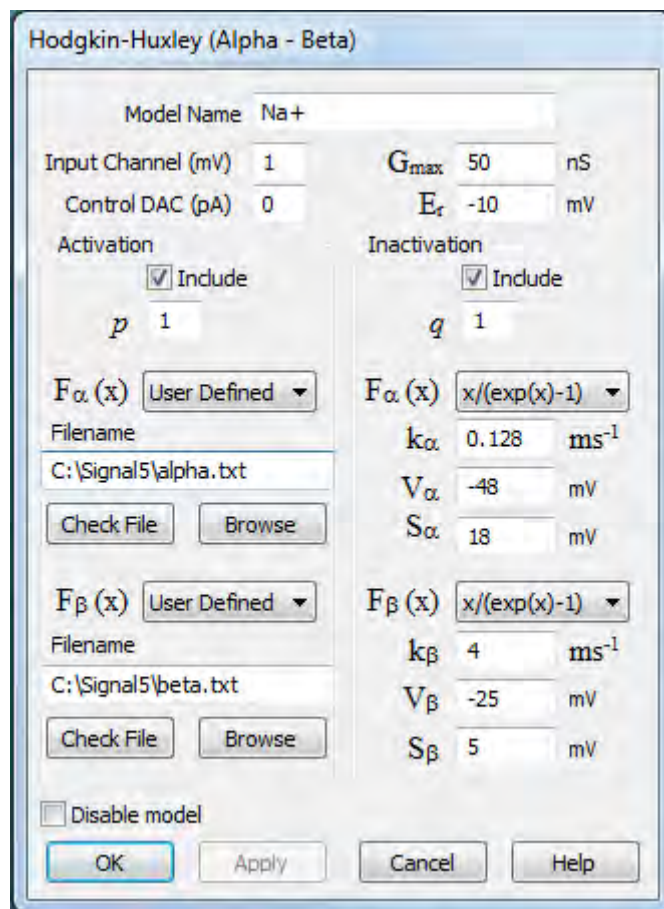 Hodgkin-Huxley (Alpha - Beta)
Model Name Na+
Input Channel (mV) 1 Gmax 50 nS
Control DAC (pA) 0 Er -10 mV
Activation Inactivation
Include Include
p 1 q 1
Fα (x) User Defined Fα (x) x/(exp(x)-1)
Filename kα 0.128 ms-1
C:\Signal5\alpha.txt Vα -48 mV
Check File Browse Sα 18 mV
Fβ (x) User Defined Fβ (x) x/(exp(x)-1)
Filename kβ 4 ms-1
C:\Signal5\beta.txt Vβ -25 mV
Check File Browse Sβ 5 mV
Disable model
OK Apply Cancel Help